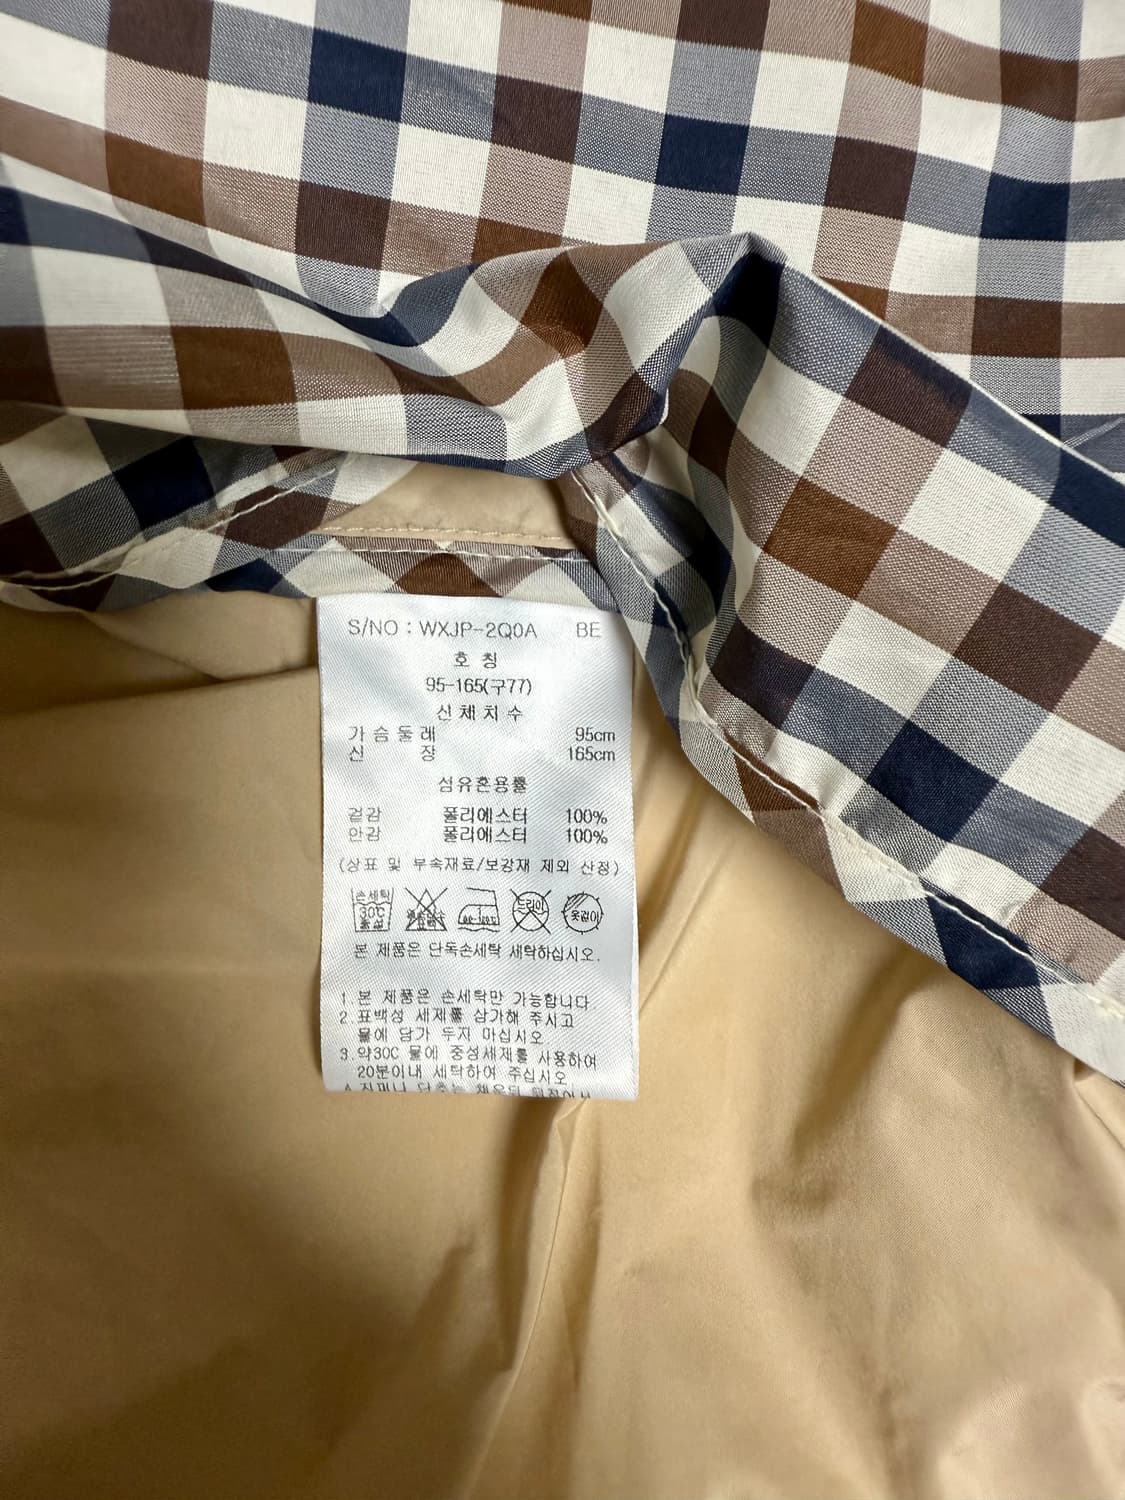 S/NO : WXJP-2Q0A BE
호 칭
95-165(구77)
신 체 치 수
가 슴 둘 레 95cm
신 장 165cm
섬유혼용률
겉감 폴리에스터 100%
안감 폴리에스터 100%
(상표 및 부속재료/보강재 제외 산정)
손세탁 30℃ 중성 드라이 옷걸이
본 제품은 단독손세탁 세탁하십시오.
1.본 제품은 손세탁만 가능합니다.
2.표백성 세제를 삼가해 주시고
물에 담가 두지 마십시오
3.약30C 물에 중성세제를 사용하여
20분이내 세탁하여 주십시오